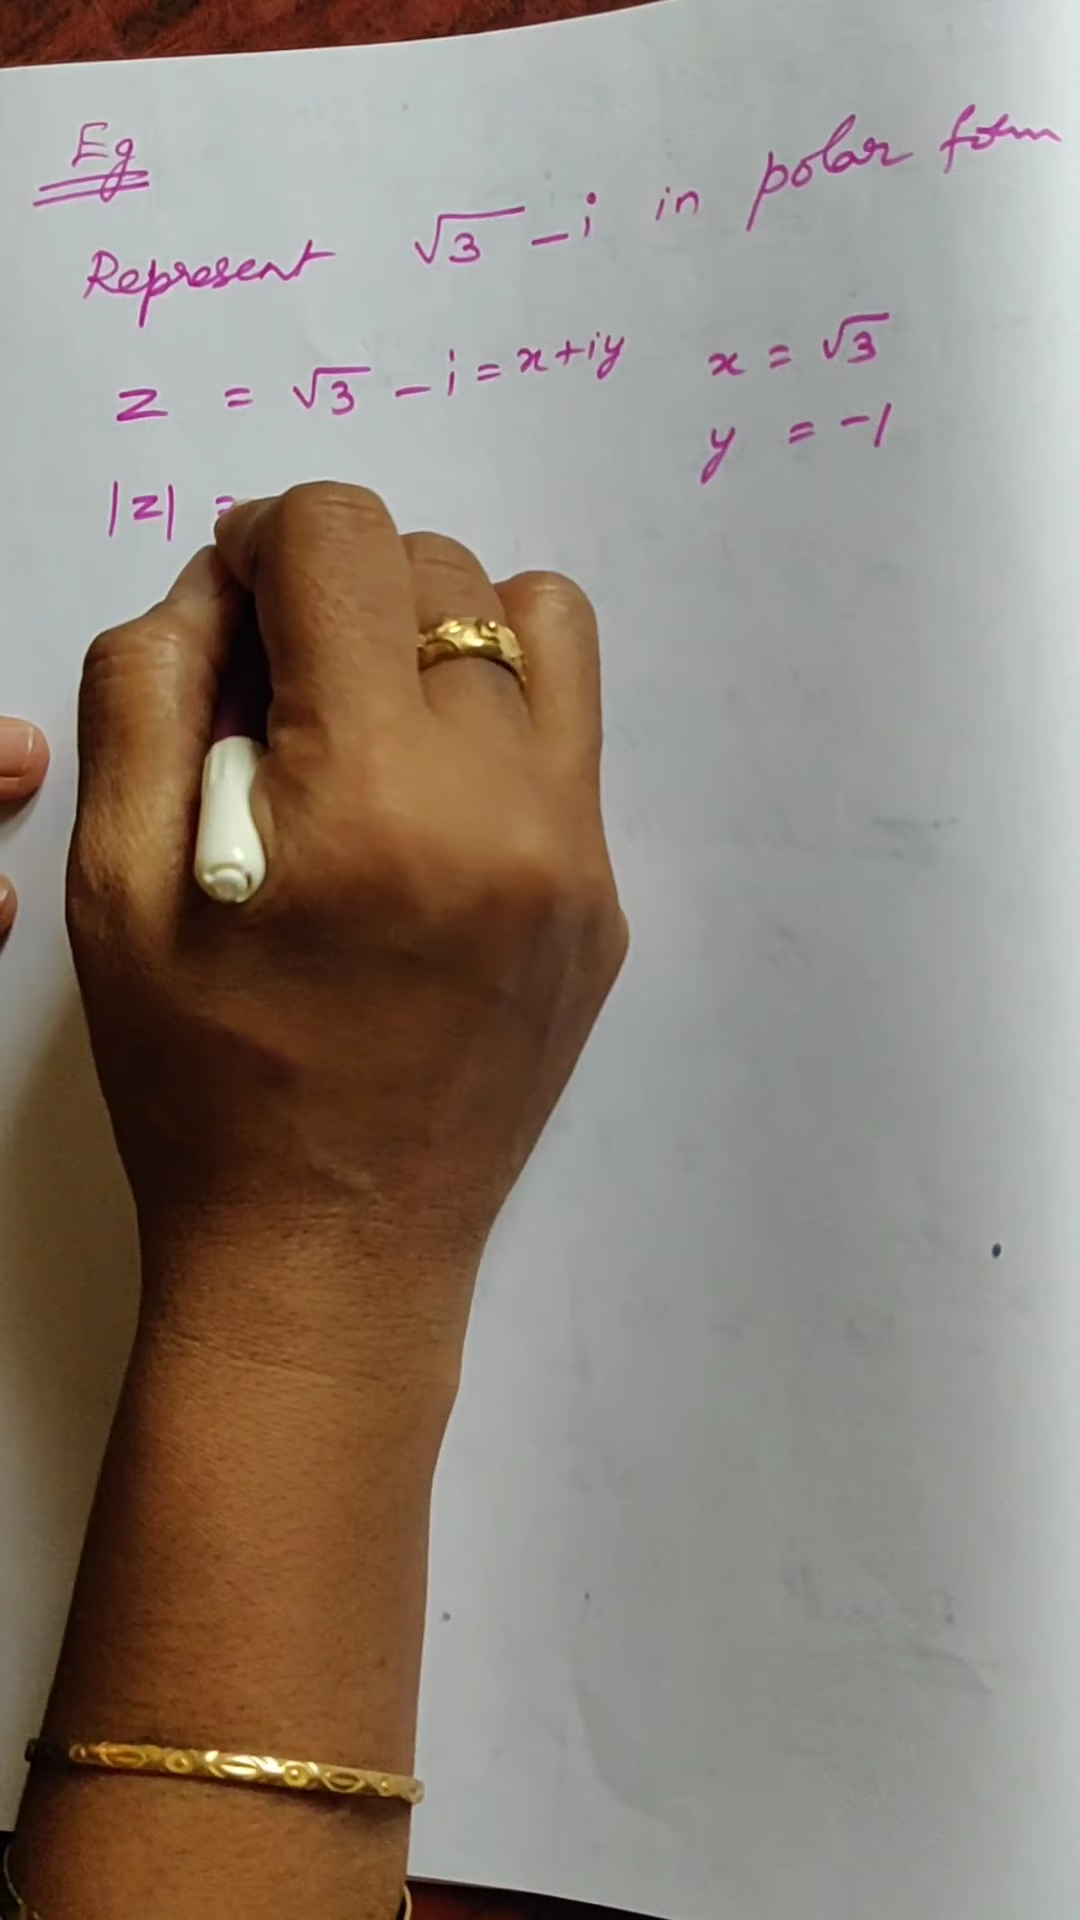 Eg
Represent √3 - i in polar form
z = √3 - i = x+iy x = √3
y = -1
|z| =